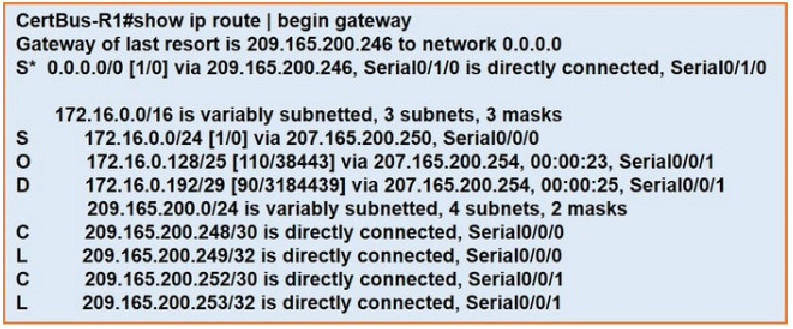 CertBus-R1#show ip route | begin gateway
Gateway of last resort is 209.165.200.246 to network 0.0.0.0
S* 0.0.0.0/0 [1/0] via 209.165.200.246, Serial0/1/0 is directly connected, Serial0/1/0
172.16.0.0/16 is variably subnetted, 3 subnets, 3 masks
S 172.16.0.0/24 [1/0] via 207.165.200.250, Serial0/0/0
O 172.16.0.128/25 [110/38443] via 207.165.200.254, 00:00:23, Serial0/0/1
D 172.16.0.192/29 [90/3184439] via 207.165.200.254, 00:00:25, Serial0/0/1
209.165.200.0/24 is variably subnetted, 4 subnets, 2 masks
C 209.165.200.248/30 is directly connected, Serial0/0/0
L 209.165.200.249/32 is directly connected, Serial0/0/0
C 209.165.200.252/30 is directly connected, Serial0/0/1
L 209.165.200.253/32 is directly connected, Serial0/0/1